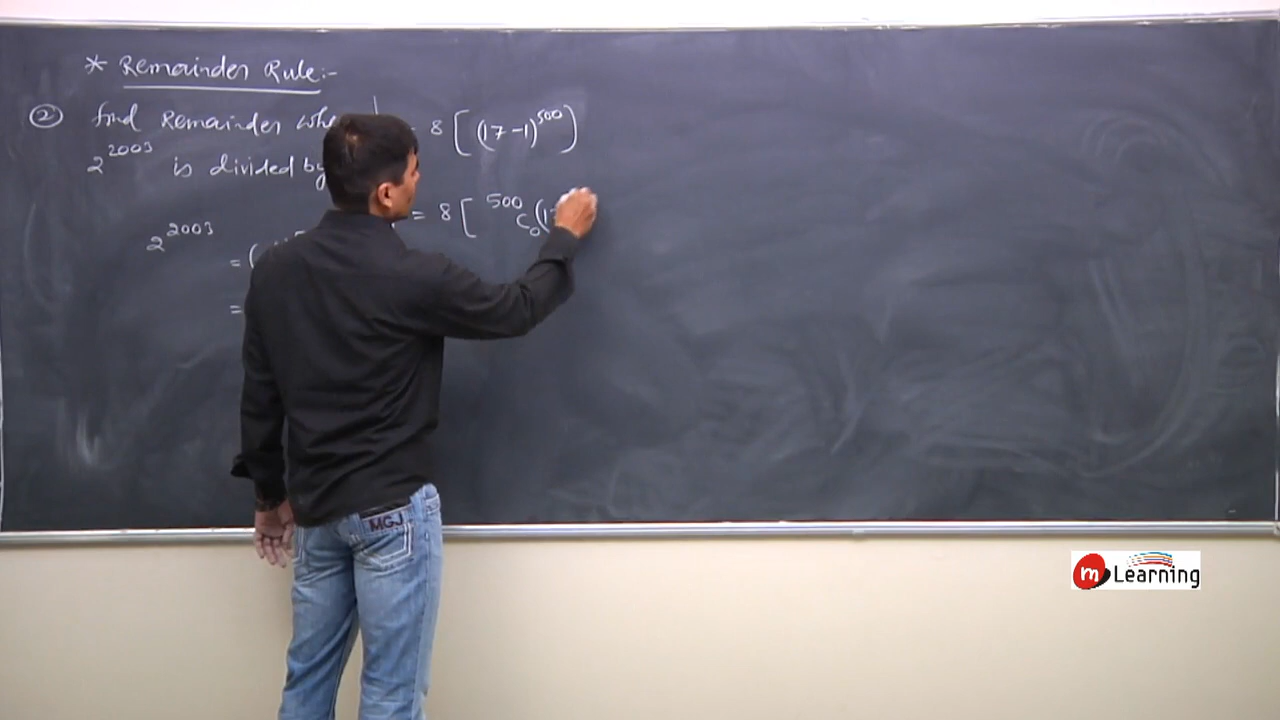 * Remainder Rule:-
② find Remainder
2^2003 is divided by
2^2003
= (
=
= 8 [(17-1)^500]
= 8 [ 500C0 (1
MGJ
m Learning